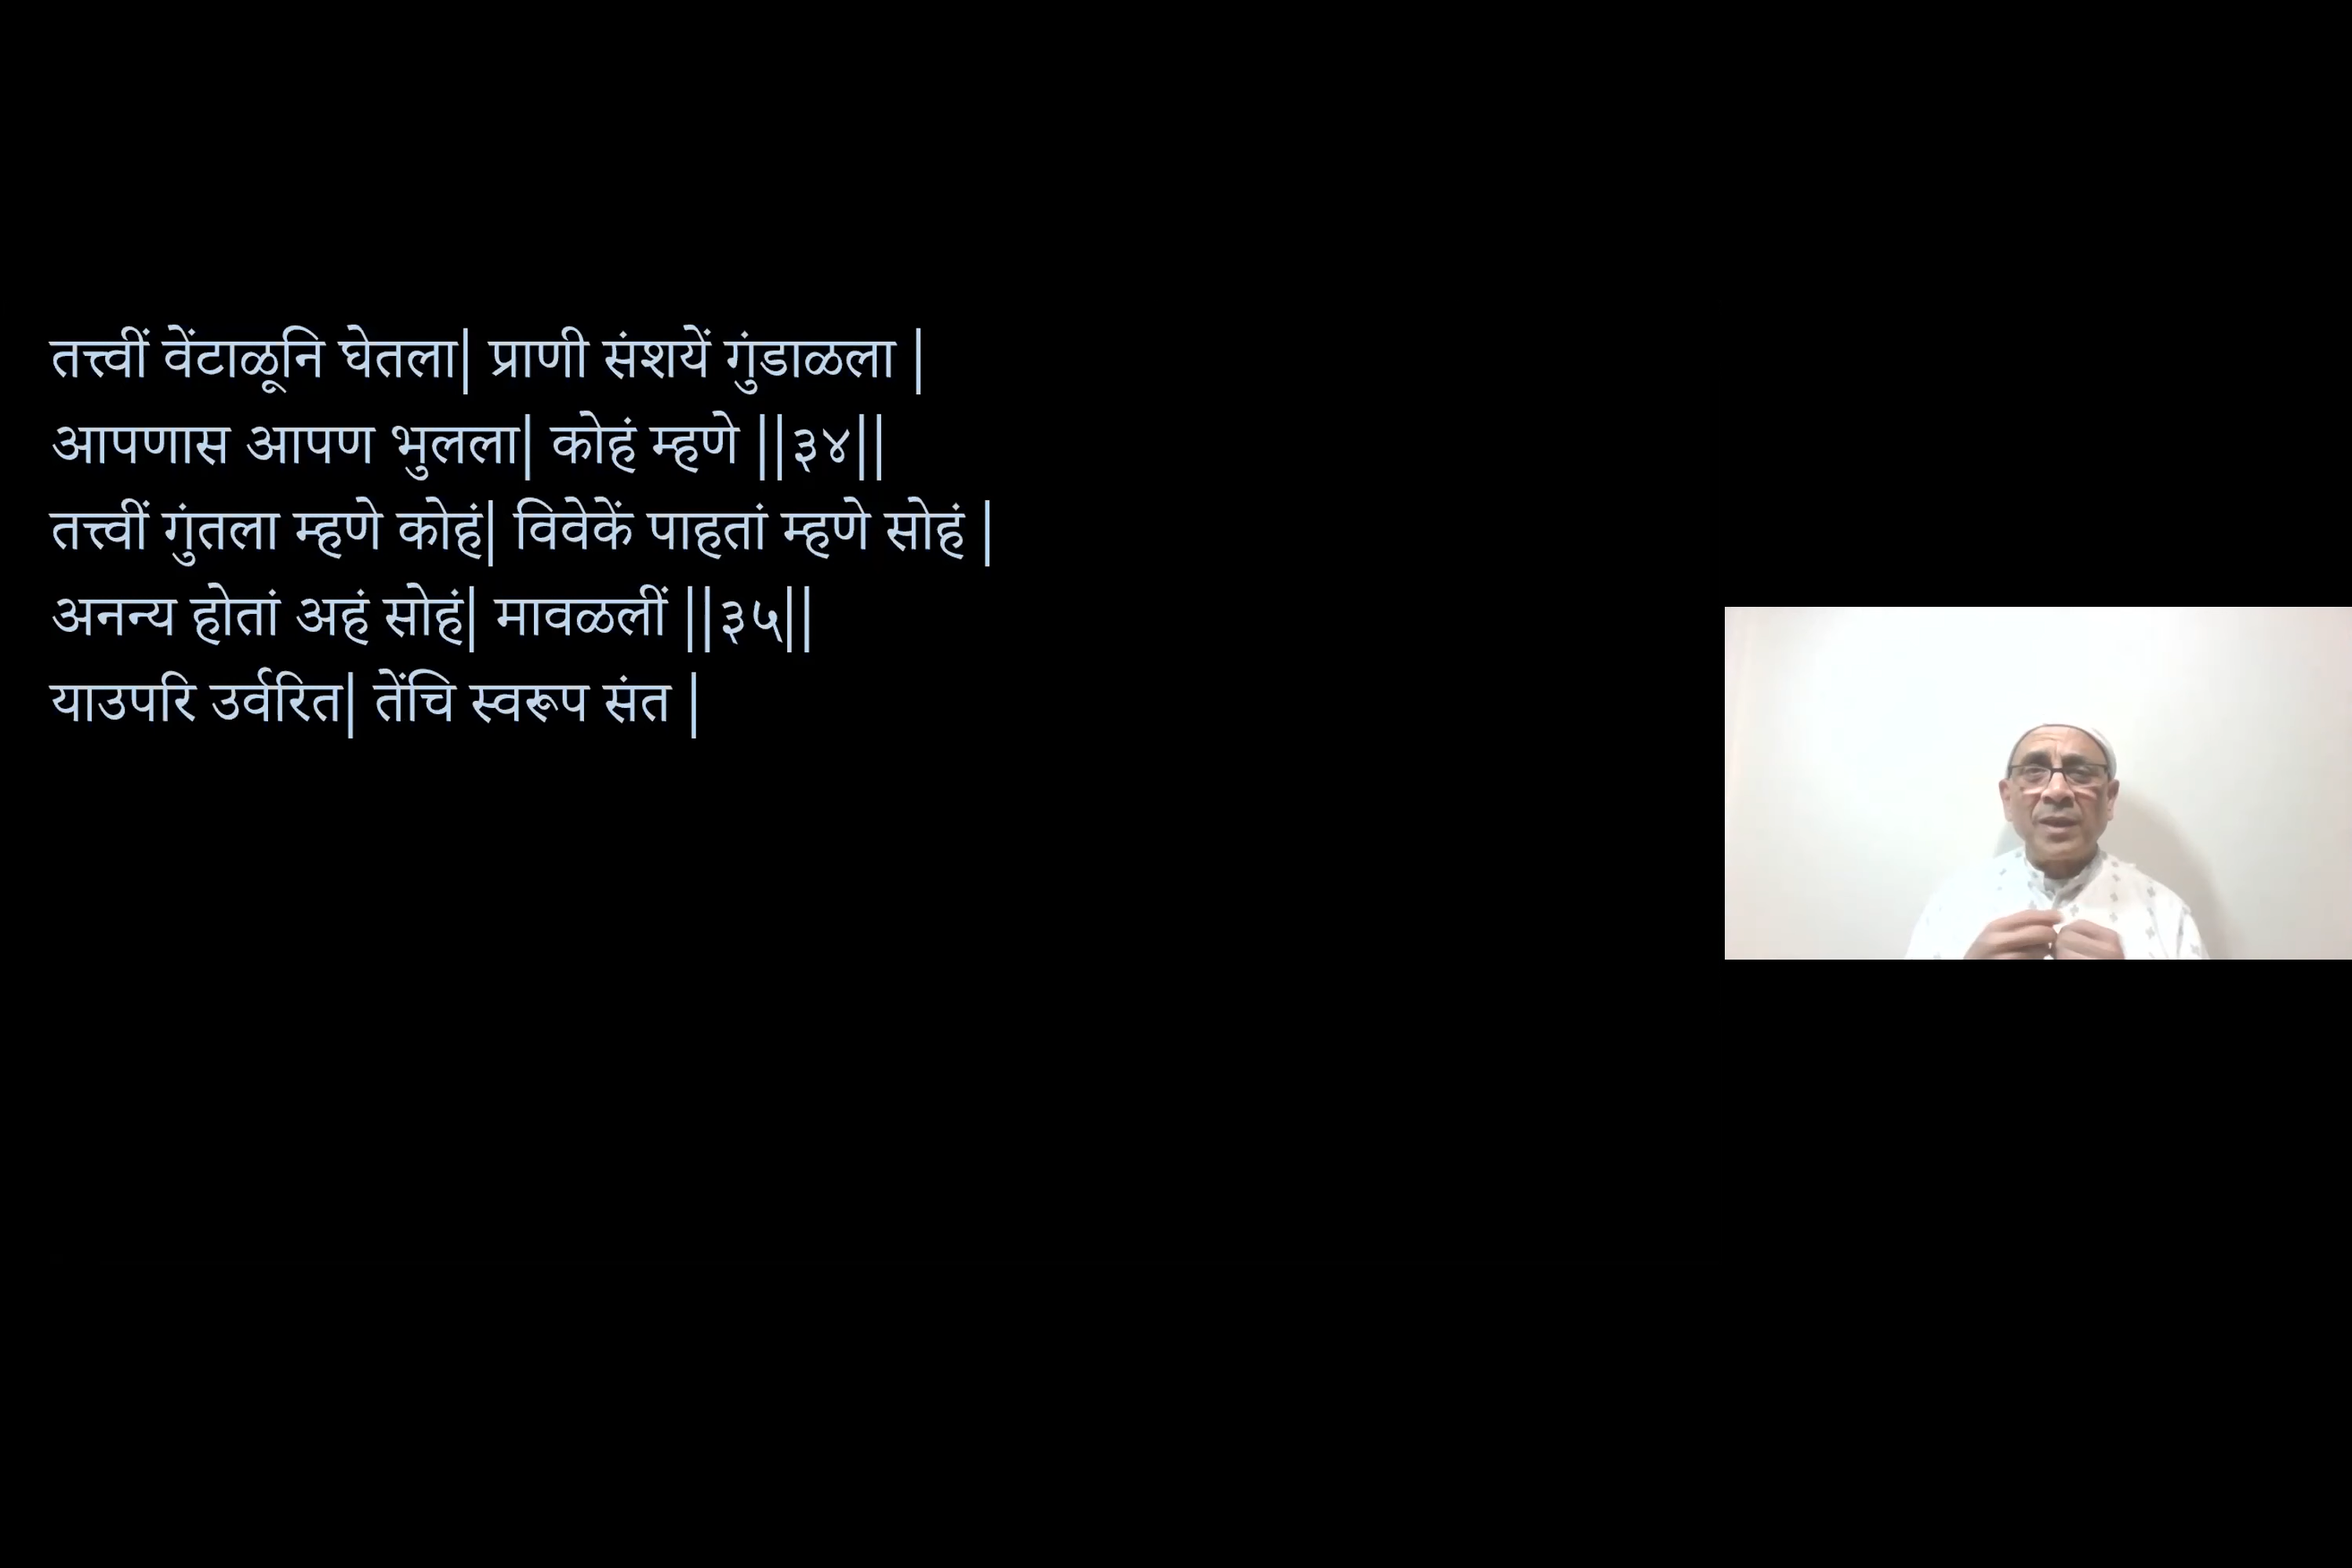 तत्त्वीं वेंटाळूनि घेतला| प्राणी संशयें गुंडाळला |
आपणास आपण भुलला| कोहं म्हणे ||३४||
तत्त्वीं गुंतला म्हणे कोहं| विवेकें पाहतां म्हणे सोहं |
अनन्य होतां अहं सोहं| मावळलीं ||३५||
याउपरि उर्वरित| तेंचि स्वरूप संत |